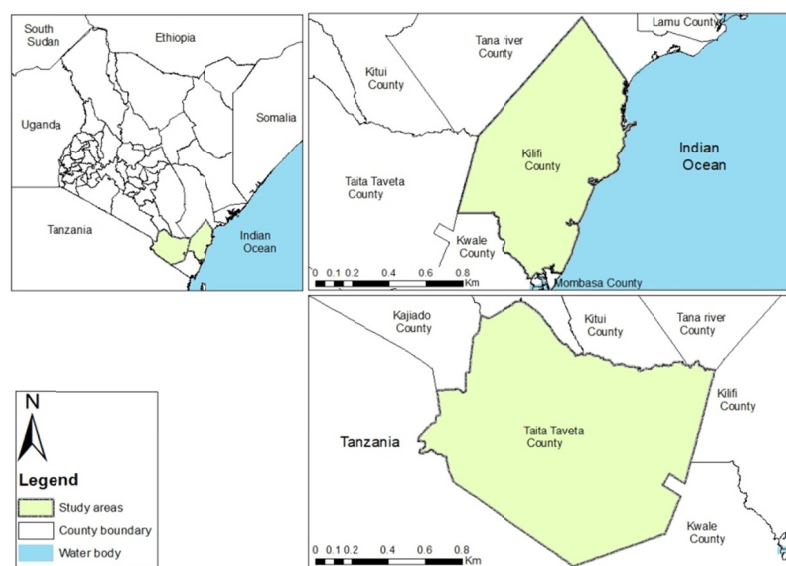 South
Sudan
Ethiopia
Uganda
Somalia
Tanzania
Indian
Ocean
Lamu County
Tana river
County
Kitui
County
Kilifi
County
Indian
Ocean
Taita Taveta
County
Kwale
County
Mombasa County
0 0.1 0.2 0.4 0.6 0.8
Km
Kajiado
County
Kitui
County
Tana river
County
Kilifi
County
Taita Taveta
County
Tanzania
Kwale
County
0 0.1 0.2 0.4 0.6 0.8
Km
N
Legend
Study areas
County boundary
Water body